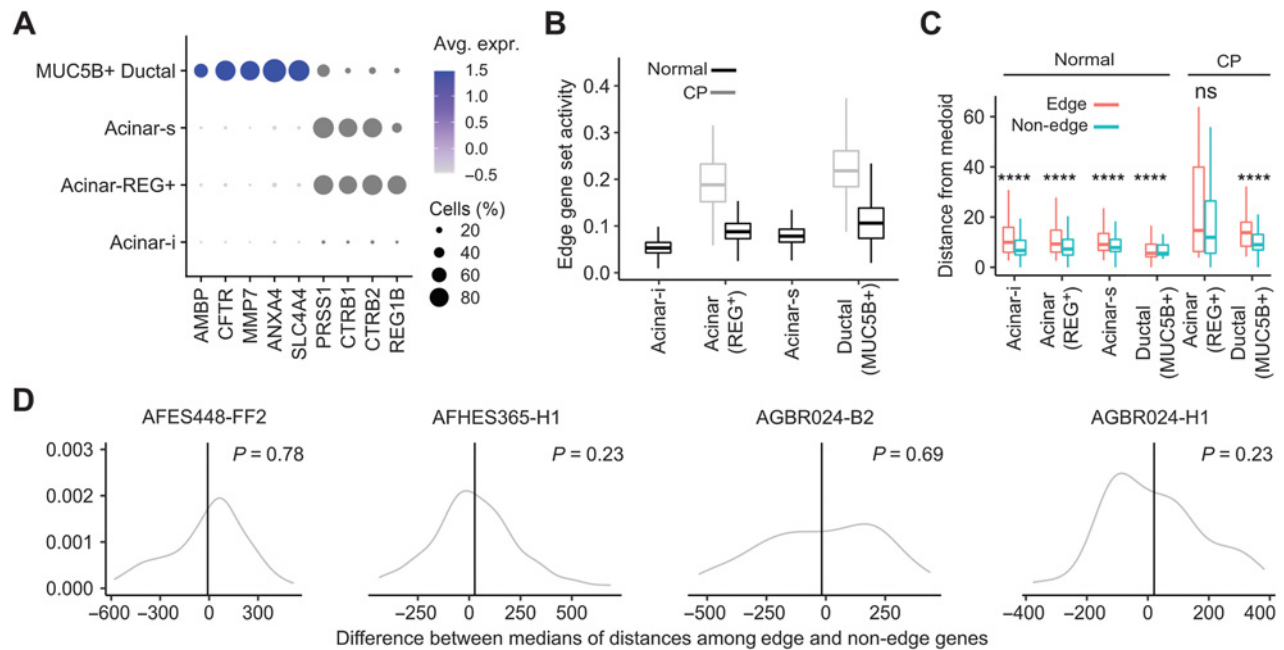 A
MUC5B+ Ductal
Acinar-s
Acinar-REG+
Acinar-i
AMBP
CFTR
MMP7
ANXA4
SLC4A4
PRSS1
CTRB1
CTRB2
REG1B
Avg. expr.
1.5
1.0
0.5
0.0
−0.5
Cells (%)
20
40
60
80
B
Edge gene set activity
0.4
0.3
0.2
0.1
0.0
Normal
CP
Acinar-i
Acinar
(REG⁺)
Acinar-s
Ductal
(MUC5B+)
C
Normal
CP
Distance from medoid
60
40
20
0
Edge
Non-edge
ns
**** **** **** **** ****
Acinar-i
Acinar
(REG⁺)
Acinar-s
Ductal
(MUC5B+)
Acinar
(REG+)
Ductal
(MUC5B+)
D
AFES448-FF2
AFHES365-H1
AGBR024-B2
AGBR024-H1
P = 0.78
P = 0.23
P = 0.69
P = 0.23
0.003
0.002
0.001
0.000
−600 −300 0 300
−250 0 250 500
−500 −250 0 250
−400 −200 0 200 400
Difference between medians of distances among edge and non-edge genes